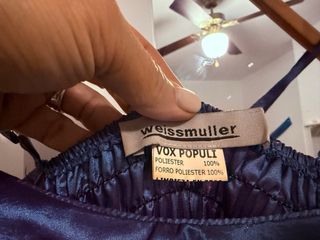 weissmuller
VOX POPULI
POLIESTER 100%
FORRO POLIESTER 100%